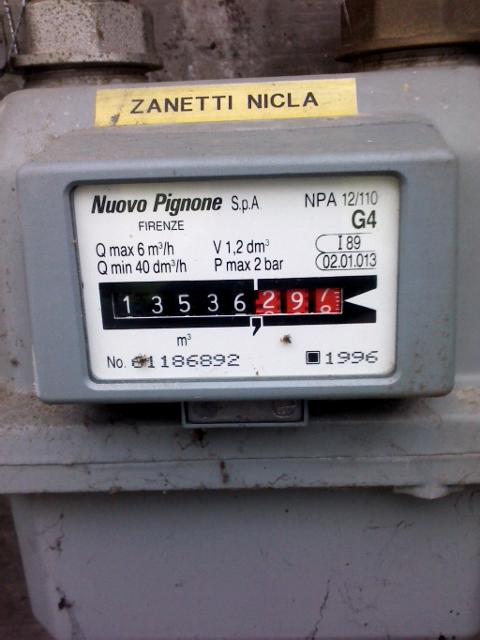 ZANETTI NICLA
Nuovo Pignone S.p.A.
NPA 12/110
FIRENZE
G4
Q max 6 m³/h
V 1,2 dm³
I 89
Q min 40 dm³/h
P max 2 bar
02.01.013
1 3 5 3 6 , 2 9
m³
No. 1186892
1996